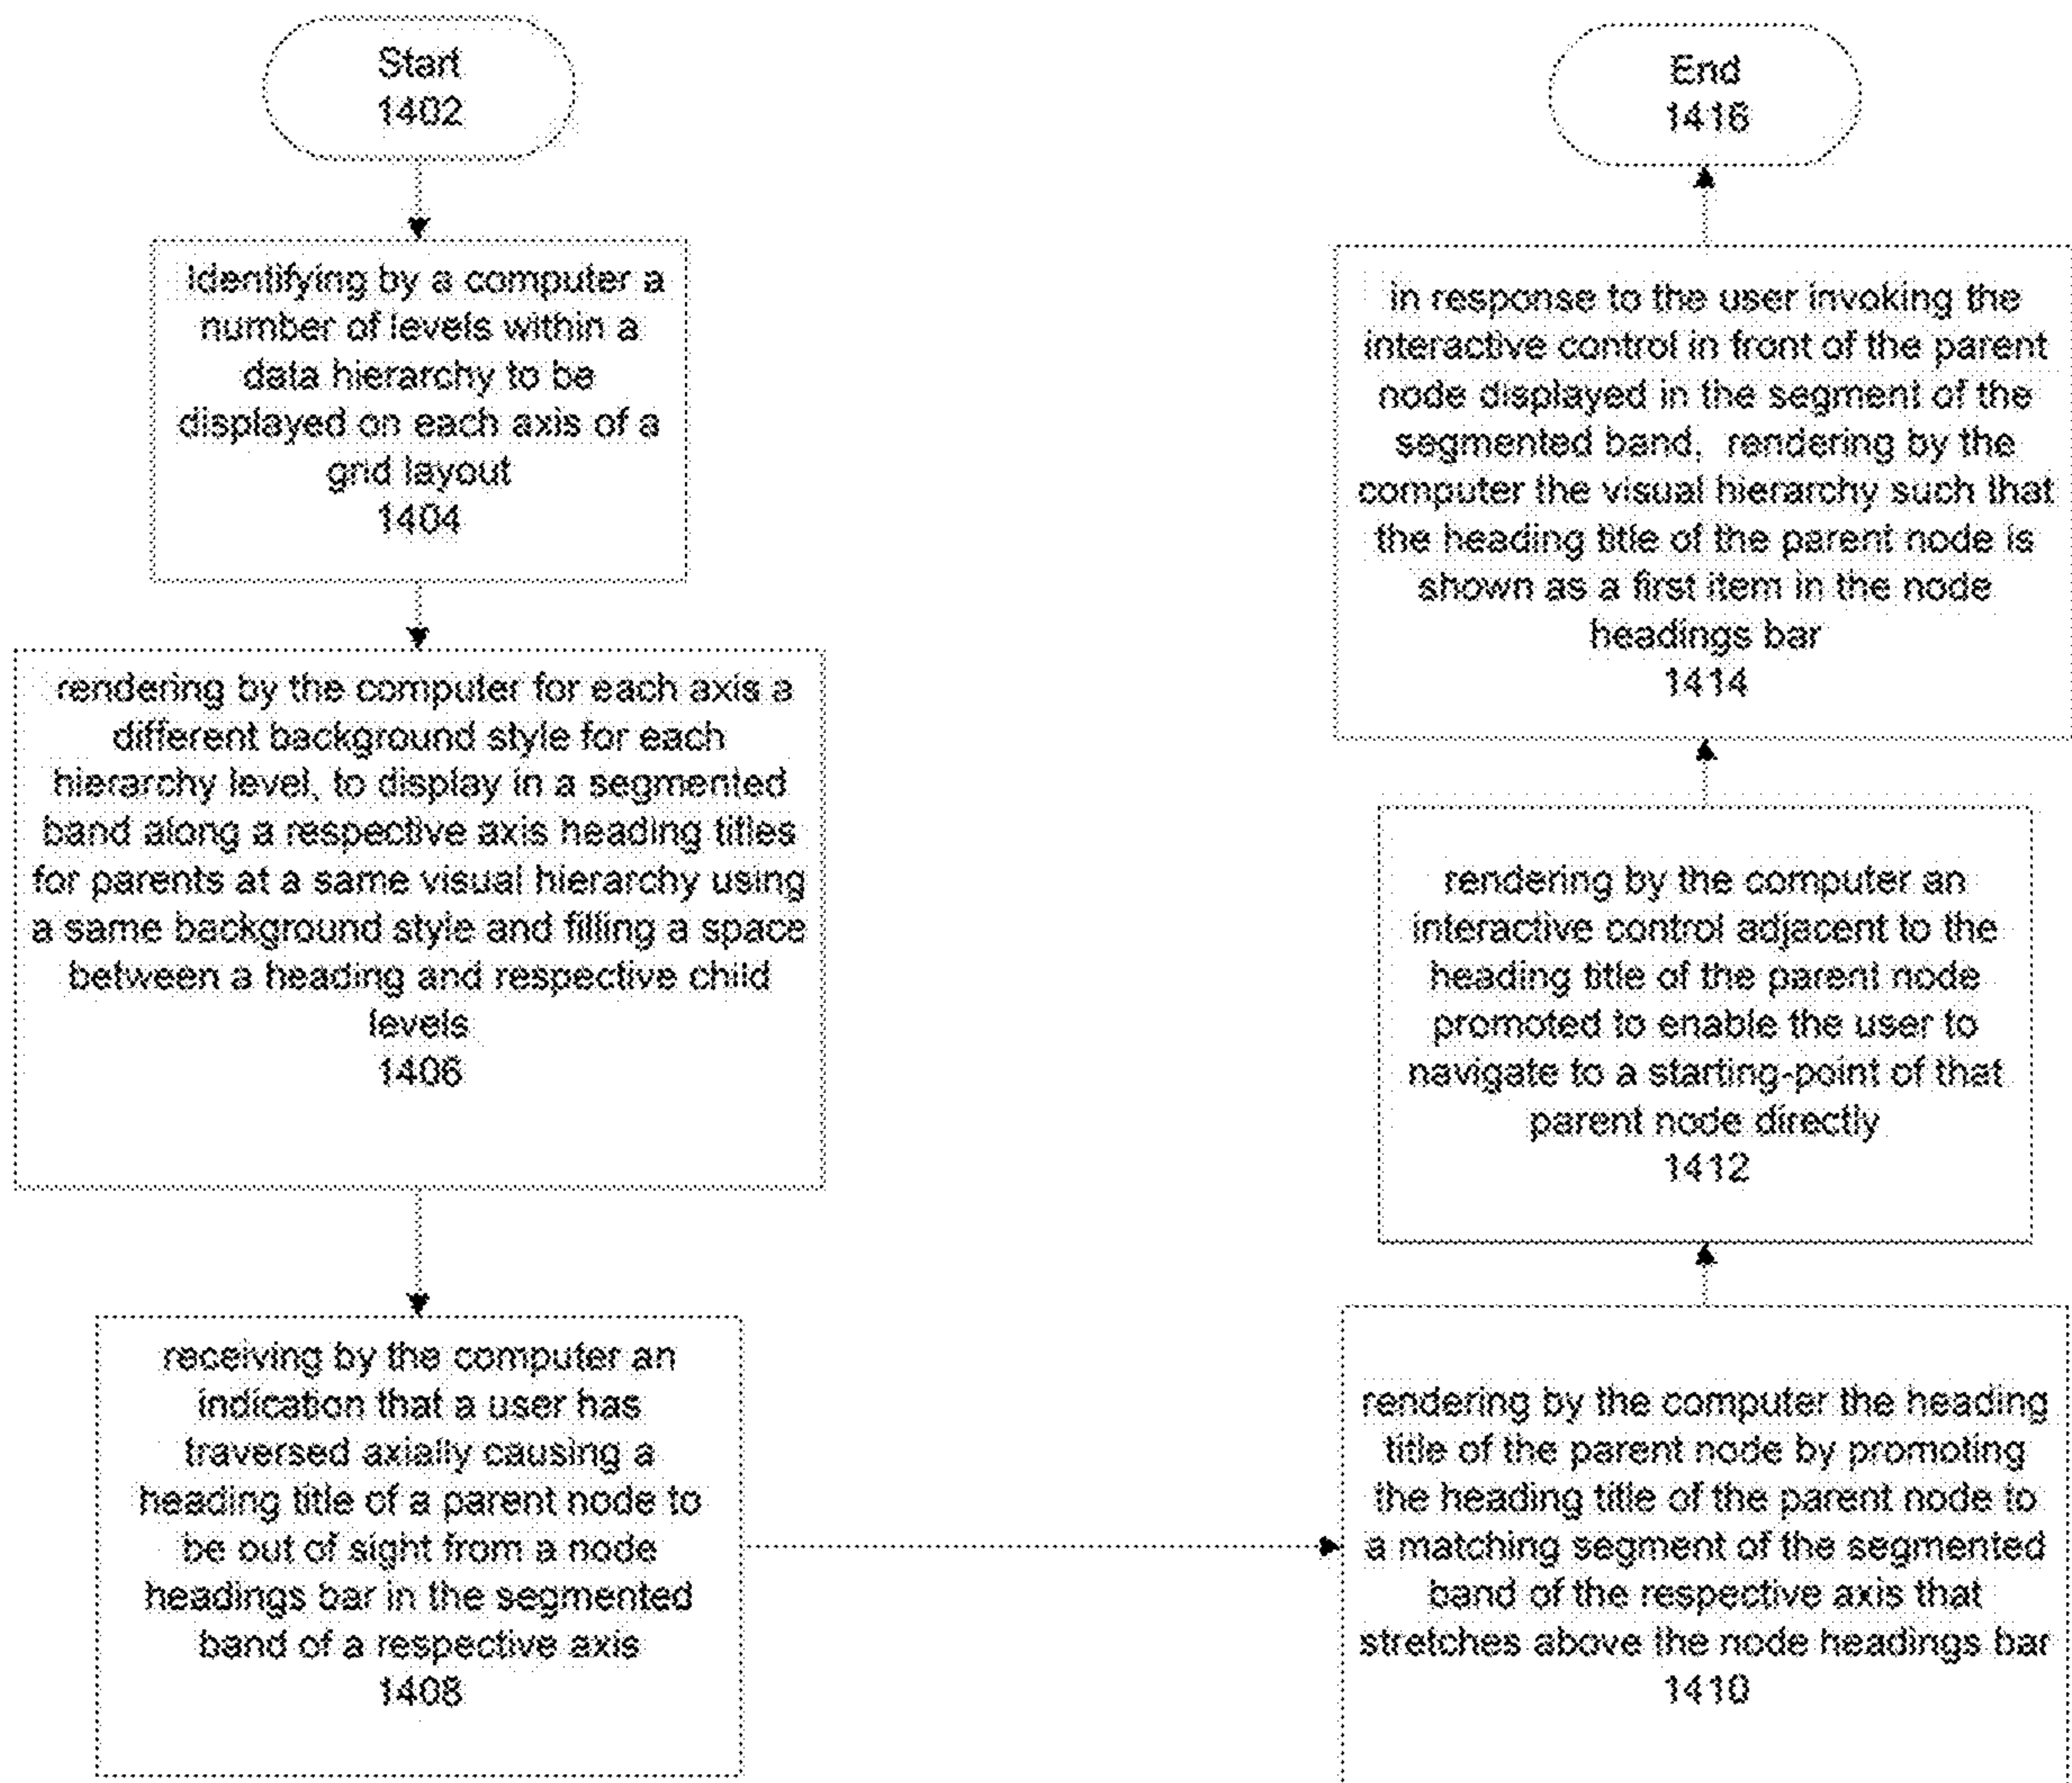 Start
1402
Identifying by a computer a
number of levels within a
data hierarchy to be
displayed on each axis of a
grid layout
1404
rendering by the computer for each axis a
different background style for each
hierarchy level, to display in a segmented
band along a respective axis heading titles
for parents at a same visual hierarchy using
a same background style and filling a space
between a heading and respective child
levels
1406
receiving by the computer an
indication that a user has
traversed axially causing a
heading title of a parent node to
be out of sight from a node
headings bar in the segmented
band of a respective axis
1408
rendering by the computer the heading
title of the parent node by promoting
the heading title of the parent node to
a matching segment of the segmented
band of the respective axis that
stretches above the node headings bar
1410
rendering by the computer an
interactive control adjacent to the
heading title of the parent node
promoted to enable the user to
navigate to a starting-point of that
parent node directly
1412
in response to the user invoking the
interactive control in front of the parent
node displayed in the segment of the
segmented band, rendering by the
computer the visual hierarchy such that
the heading title of the parent node is
shown as a first item in the node
headings bar
1414
End
1416